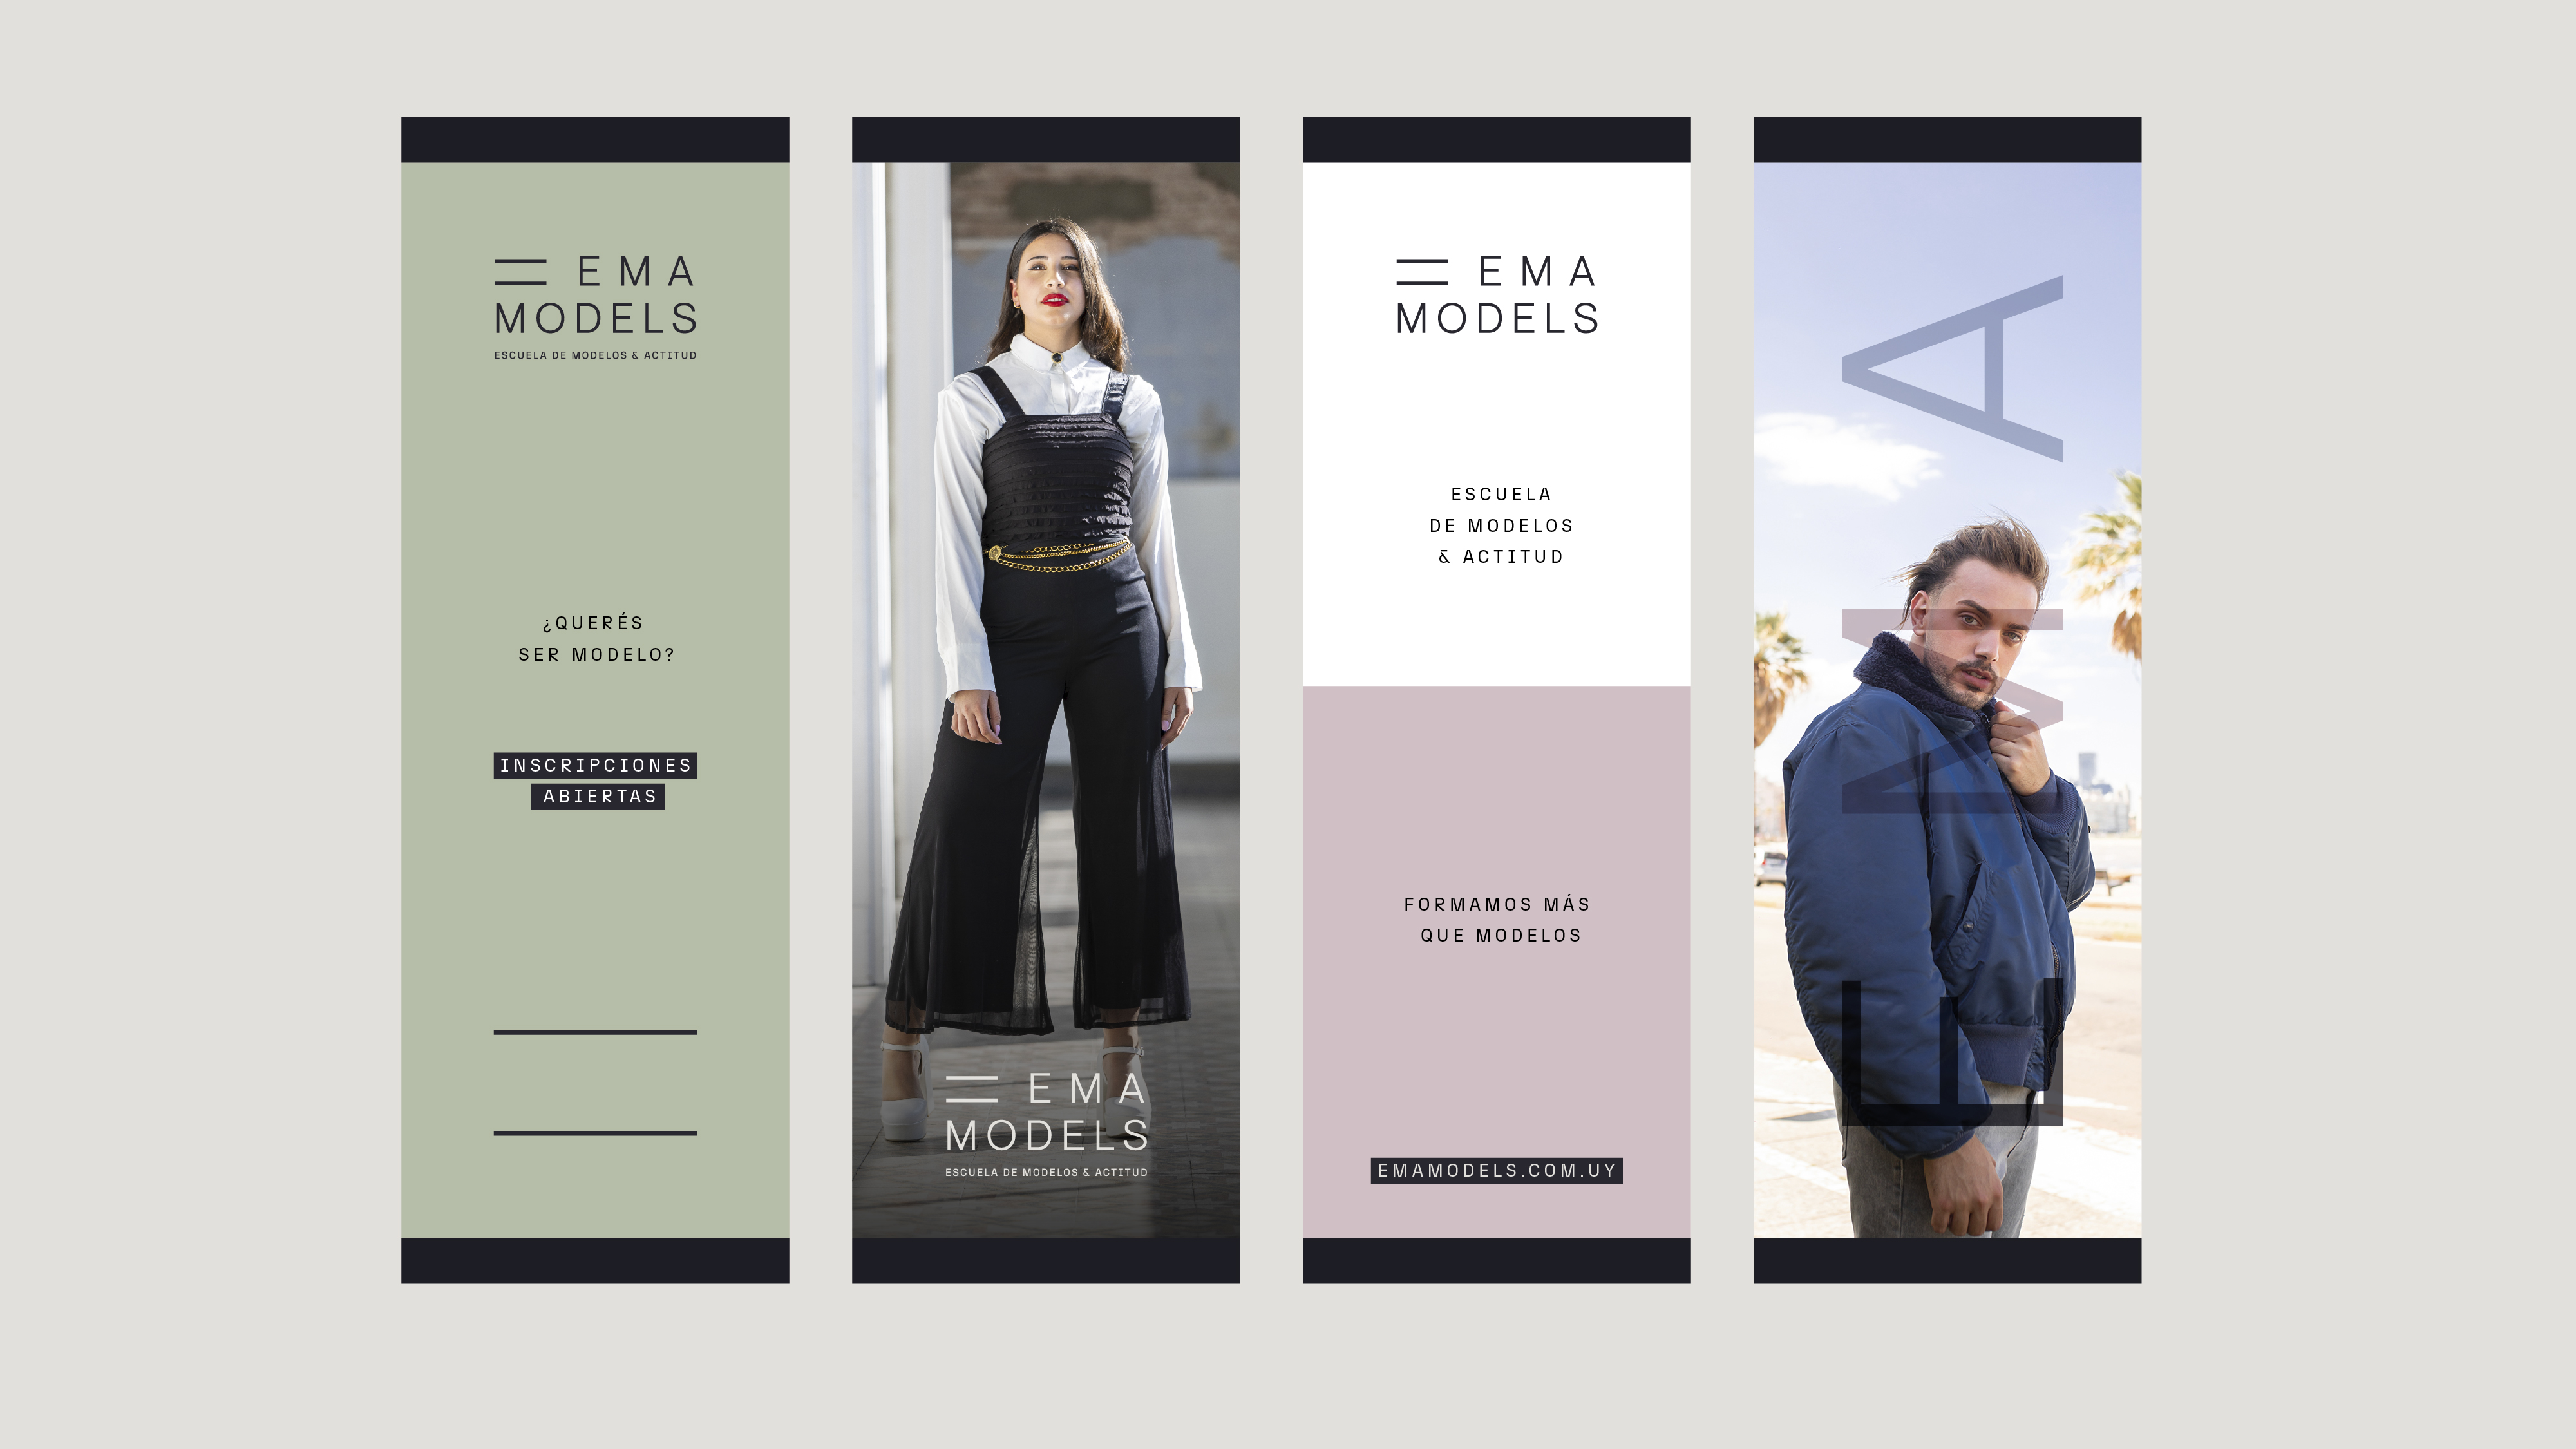 EMA
MODELS
ESCUELA DE MODELOS & ACTITUD
¿QUERÉS
SER MODELO?
INSCRIPCIONES
ABIERTAS
EMA
MODELS
ESCUELA DE MODELOS & ACTITUD
EMA
MODELS
ESCUELA
DE MODELOS
& ACTITUD
FORMAMOS MÁS
QUE MODELOS
EMAMODELS.COM.UY
EMA